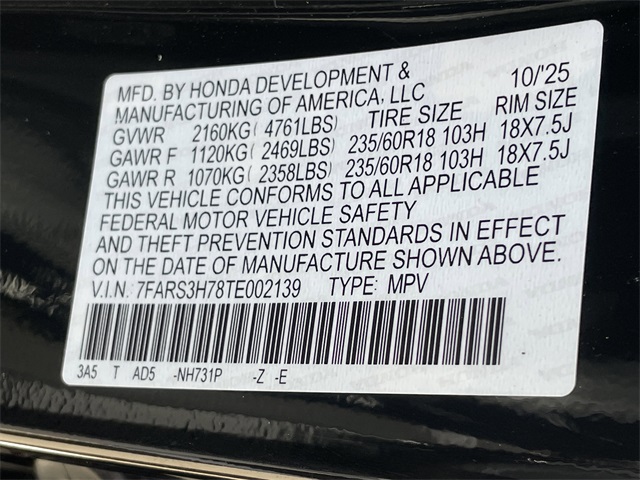 MFD. BY HONDA DEVELOPMENT & 10/'25
MANUFACTURING OF AMERICA, LLC
GVWR 2160KG( 4761LBS) TIRE SIZE RIM SIZE
GAWR F 1120KG( 2469LBS) 235/60R18 103H 18X7.5J
GAWR R 1070KG( 2358LBS) 235/60R18 103H 18X7.5J
THIS VEHICLE CONFORMS TO ALL APPLICABLE
FEDERAL MOTOR VEHICLE SAFETY
AND THEFT PREVENTION STANDARDS IN EFFECT
ON THE DATE OF MANUFACTURE SHOWN ABOVE.
V.I.N. 7FARS3H78TE002139 TYPE: MPV
3A5 T AD5 -NH731P -Z -E